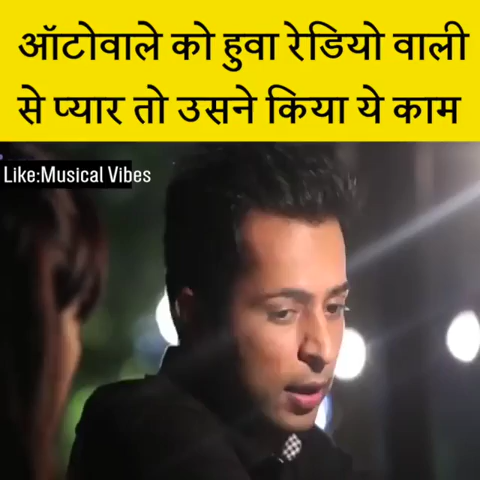 ऑटोवाले को हुवा रेडियो वाली
से प्यार तो उसने किया ये काम
Like:Musical Vibes